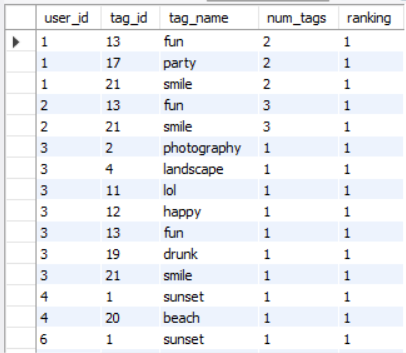 user_id tag_id tag_name num_tags ranking
1 13 fun 2 1
1 17 party 2 1
1 21 smile 2 1
2 13 fun 3 1
2 21 smile 3 1
3 2 photography 1 1
3 4 landscape 1 1
3 11 lol 1 1
3 12 happy 1 1
3 13 fun 1 1
3 19 drunk 1 1
3 21 smile 1 1
4 1 sunset 1 1
4 20 beach 1 1
6 1 sunset 1 1